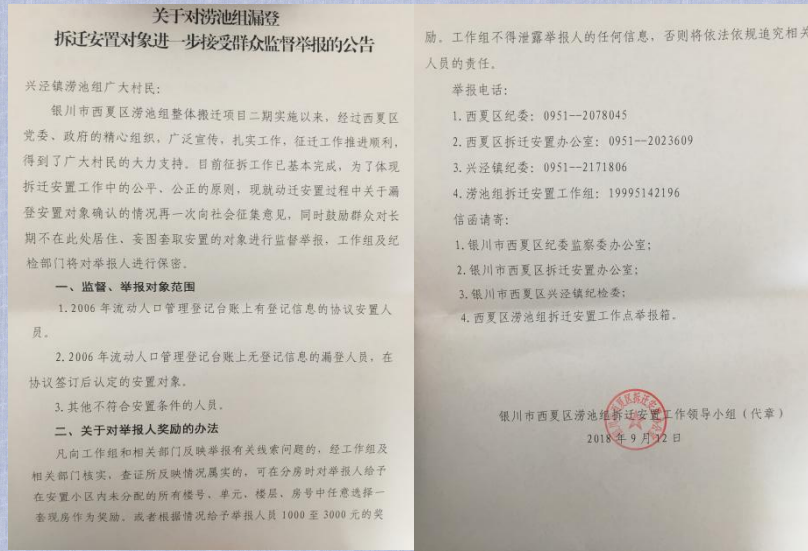 关于对涝池组漏登
拆迁安置对象进一步接受群众监督举报的公告
兴泾镇涝池组广大村民：
银川市西夏区涝池组整体搬迁项目二期实施以来，经过西夏区
党委、政府的精心组织，广泛宣传，扎实工作，征迁工作推进顺利，
得到了广大村民的大力支持。目前征拆工作已基本完成，为了体现
拆迁安置工作中的公平、公正的原则，现就动迁安置过程中关于漏
登安置对象确认的情况再一次向社会征集意见，同时鼓励群众对长
期不在此处居住、妄图套取安置的对象进行监督举报，工作组及纪
检部门将对举报人进行保密。
一、监督、举报对象范围
1.2006 年流动人口管理登记台账上有登记信息的协议安置人
员。
2.2006 年流动人口管理登记台账上无登记信息的漏登人员，在
协议签订后认定的安置对象。
3.其他不符合安置条件的人员。
二、关于对举报人奖励的办法
凡向工作组和相关部门反映举报有关线索问题的，经工作组及
相关部门核实，查证所反映情况属实的，可在分房时对举报人给予
在安置小区内未分配的所有楼号、单元、楼层、房号中任意选择一
套现房作为奖励。或者根据情况给予举报人员 1000 至 3000 元的奖
励。工作组不得泄露举报人的任何信息，否则将依法依规追究相关
人员的责任。
举报电话：
1.西夏区纪委：0951--2078045
2.西夏区拆迁安置办公室：0951--2023609
3.兴泾镇纪委：0951--2171806
4.涝池组拆迁安置工作组：19995142196
信函请寄：
1.银川市西夏区纪委监察委办公室；
2.银川市西夏区拆迁安置办公室；
3.银川市西夏区兴泾镇纪检委；
4.西夏区涝池组拆迁安置工作点举报箱。
银川市西夏区涝池组拆迁安置工作领导小组（代章）
2018 年 9 月 12 日